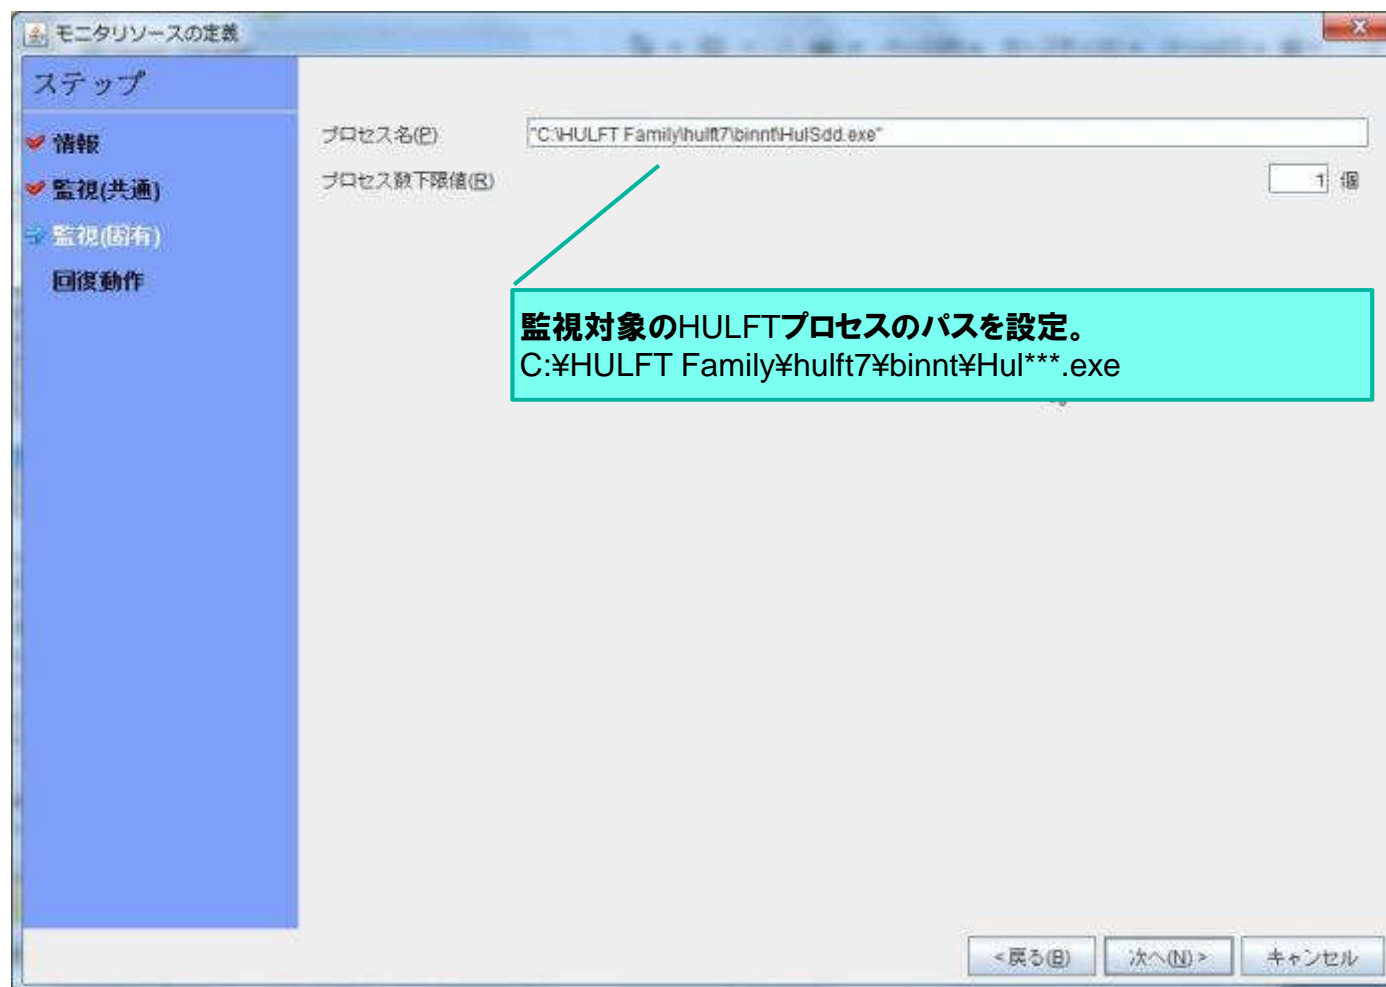 モニタリソースの定義
ステップ
情報
監視(共通)
監視(固有)
回復動作
プロセス名(P) "C:\HULFT Family\hulft7\binnt\HulSdd.exe"
プロセス数下限値(R) 1 個
監視対象のHULFTプロセスのパスを設定。
C:¥HULFT Family¥hulft7¥binnt¥Hul***.exe
<戻る(B) 次へ(N)> キャンセル